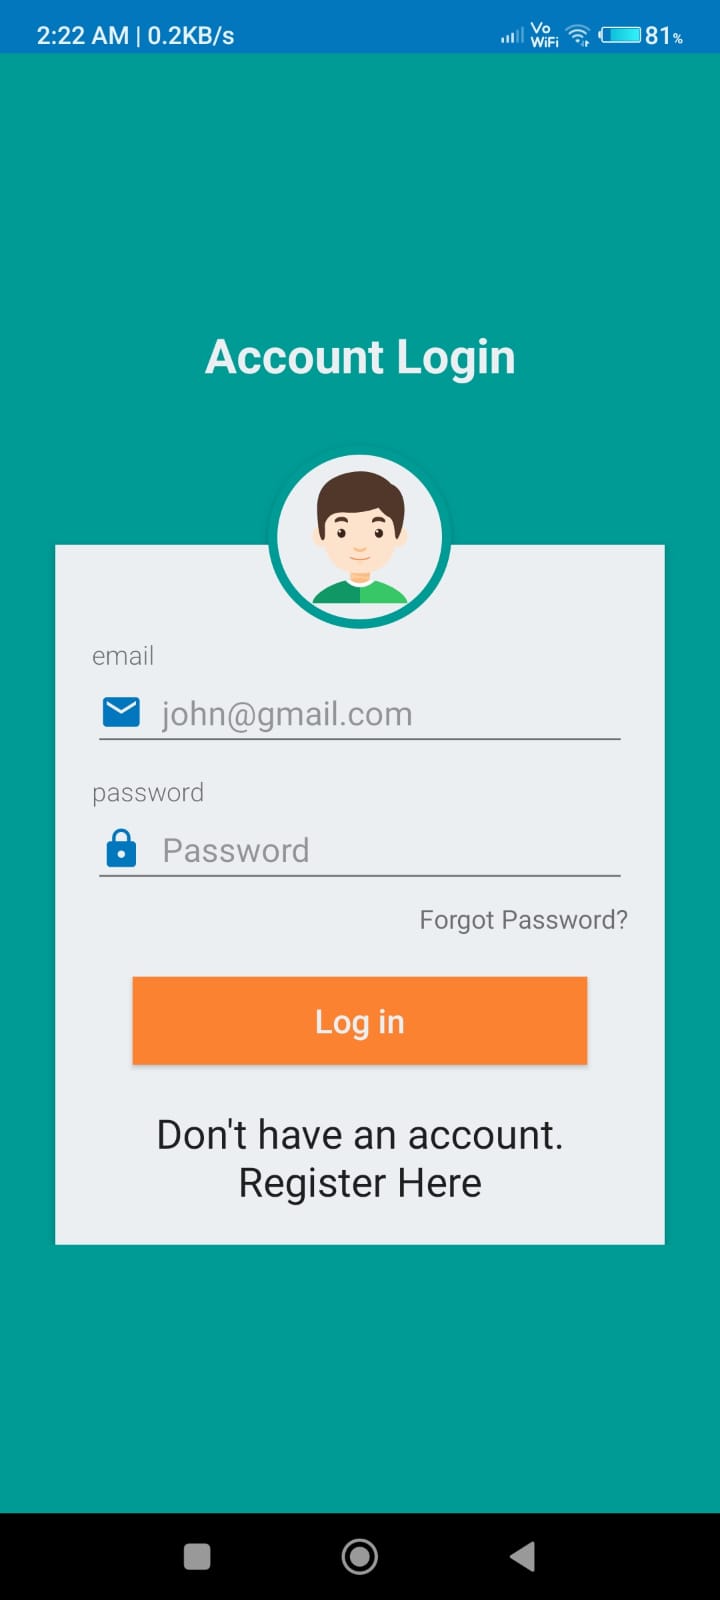 2:22 AM | 0.2KB/s Vo WiFi 81%
Account Login
email
john@gmail.com
password
Password
Forgot Password?
Log in
Don't have an account.
Register Here